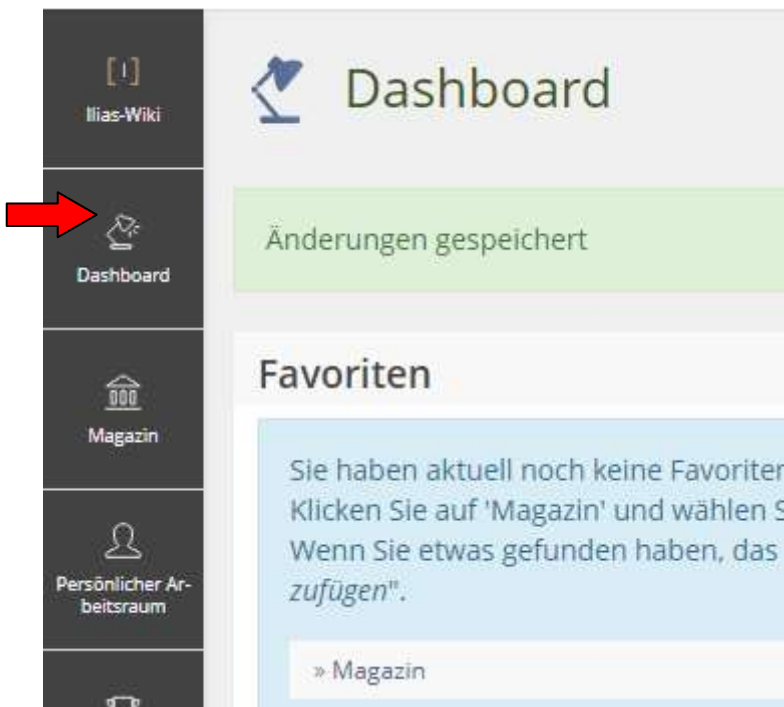 Ilias-Wiki
Dashboard
Magazin
Persönlicher Ar-
beitsraum
Dashboard
Änderungen gespeichert
Favoriten
Sie haben aktuell noch keine Favoriten
Klicken Sie auf 'Magazin' und wählen S
Wenn Sie etwas gefunden haben, das
zufügen".
» Magazin